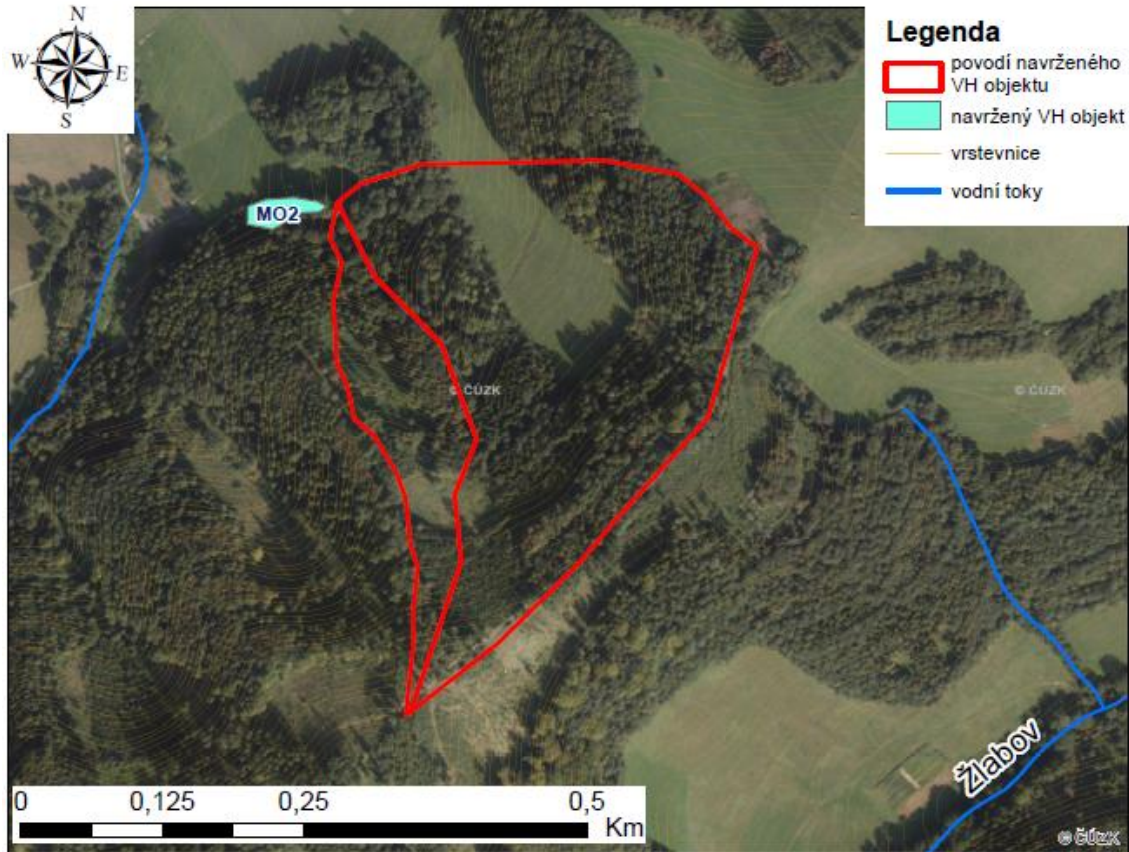 N
W E
S
Legenda
povodí navrženého
VH objektu
navržený VH objekt
vrstevnice
vodní toky
MO2
© ČÚZK
© ČÚZK
Žlabov
0 0,125 0,25 0,5
Km
© ČÚZK